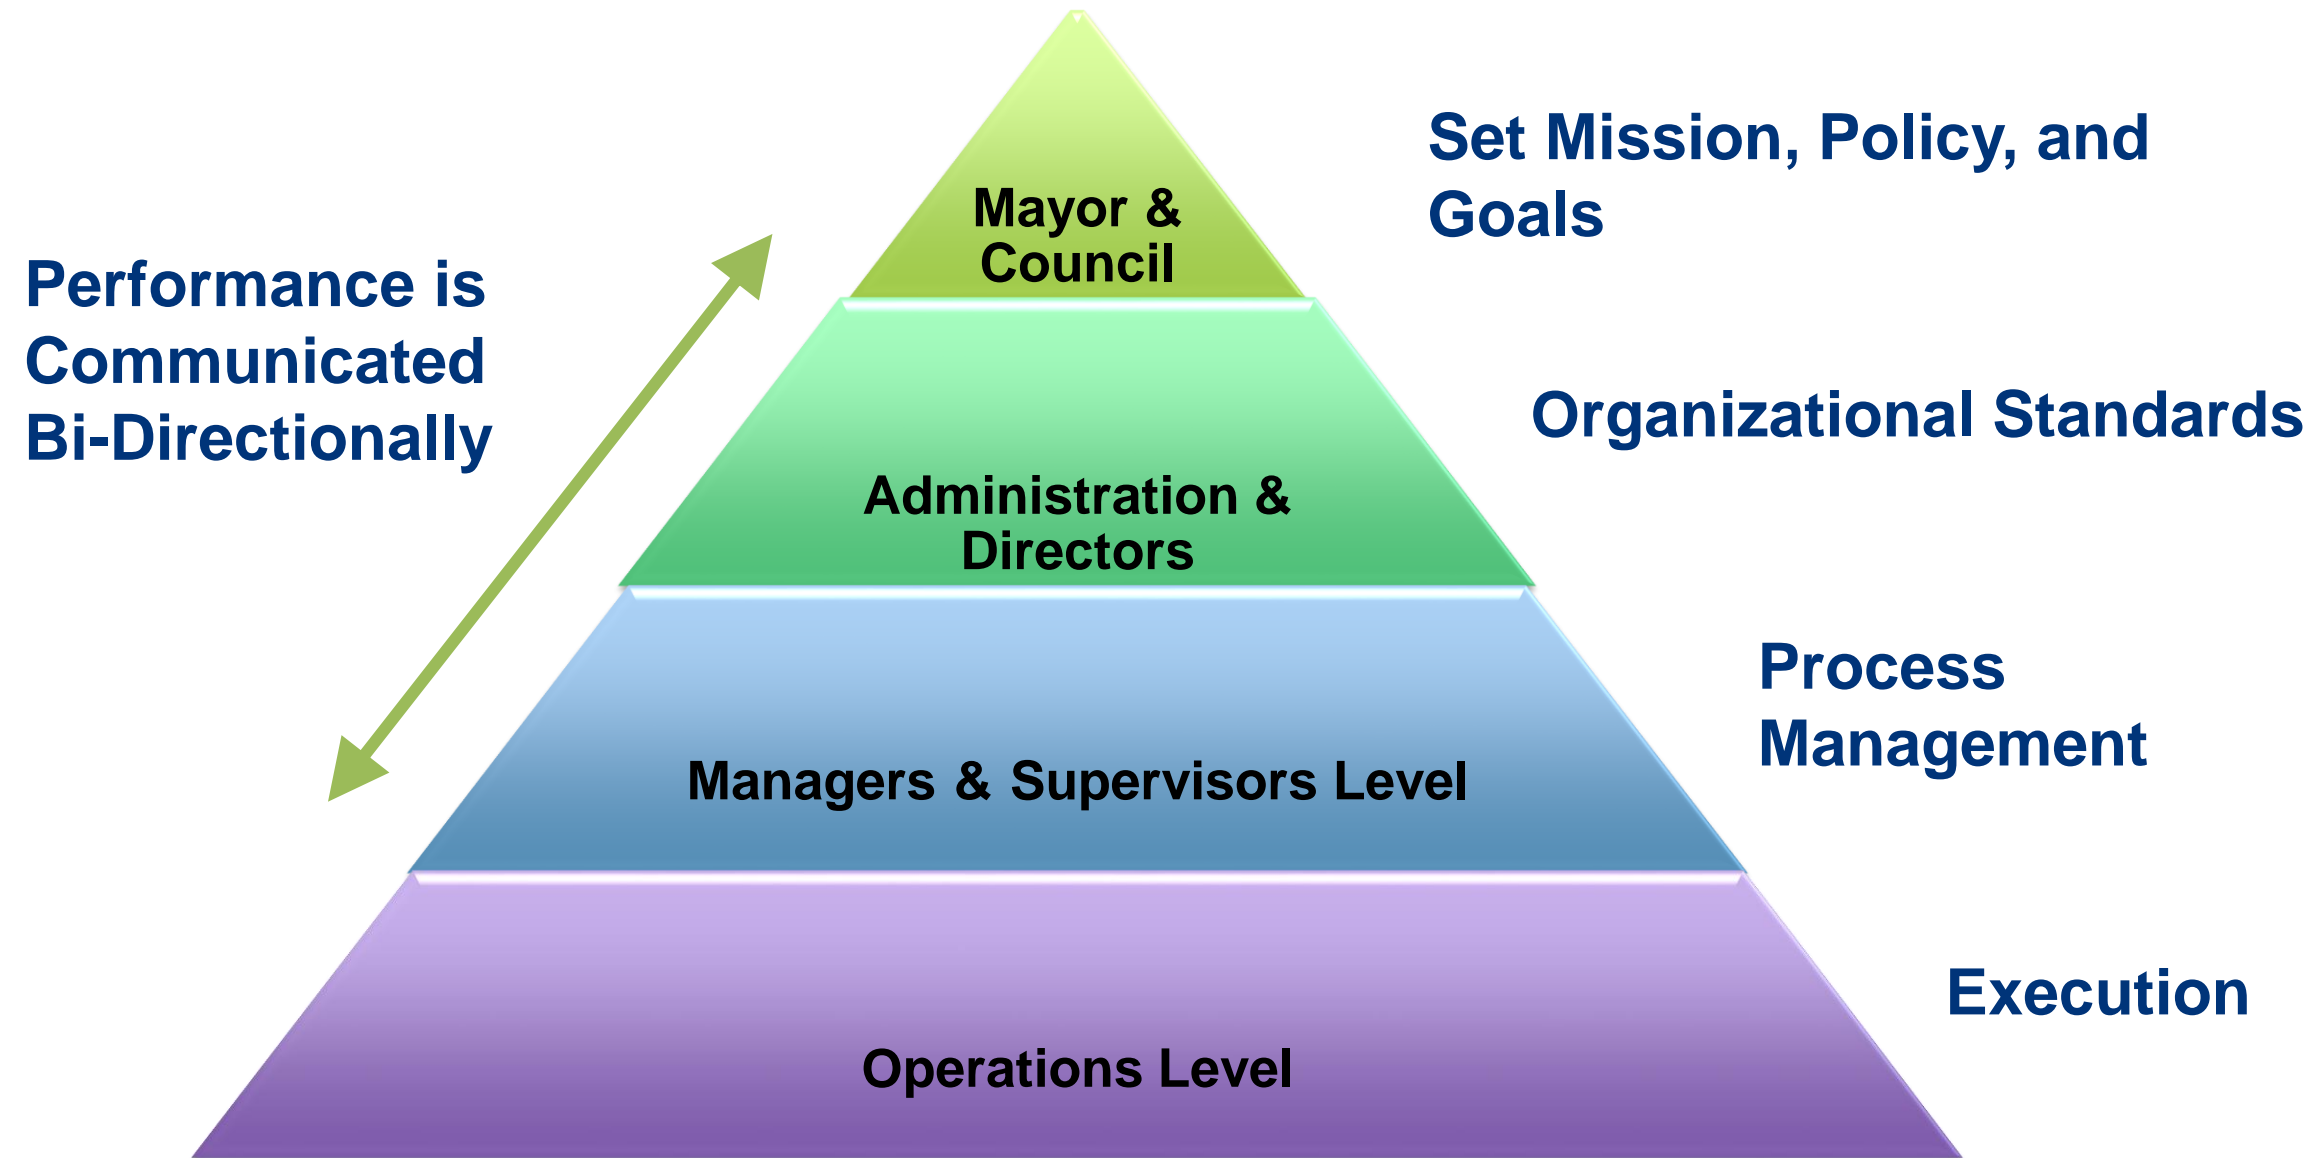 Performance is
Communicated
Bi-Directionally
Mayor &
Council
Set Mission, Policy, and
Goals
Administration &
Directors
Organizational Standards
Managers & Supervisors Level
Process
Management
Operations Level
Execution